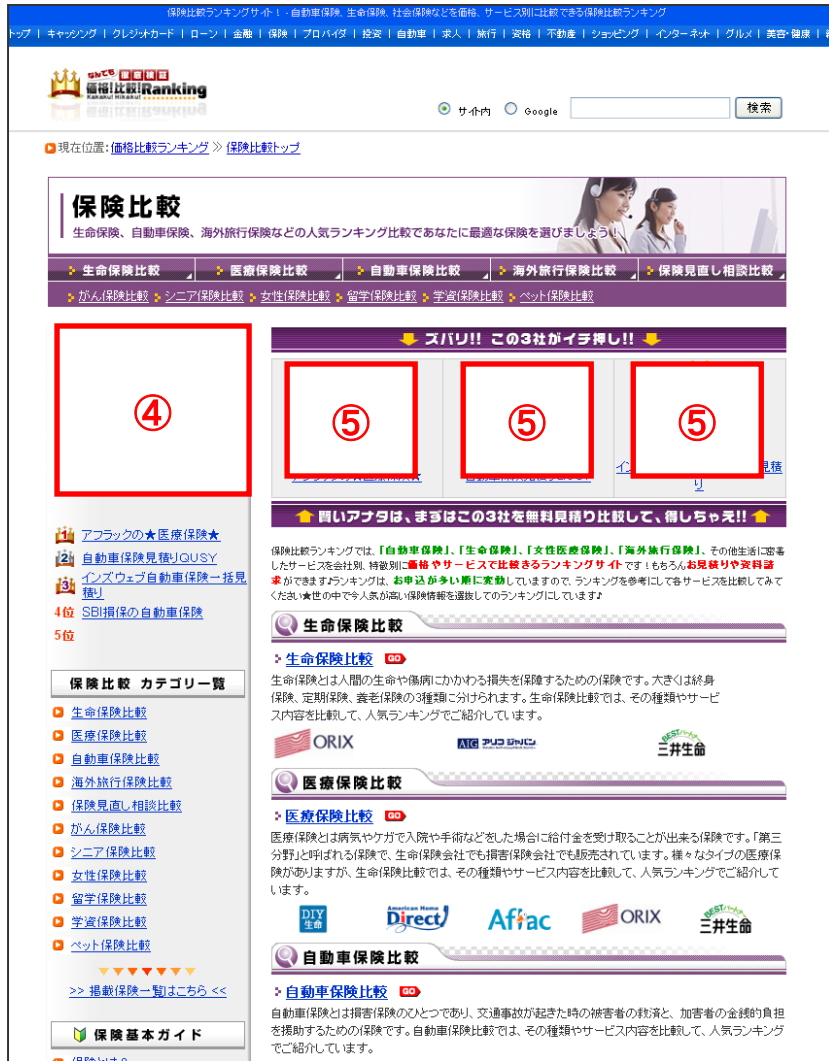 保険比較ランキングサイト！ - 自動車保険、生命保険、社会保険などを価格、サービス別に比較できる保険比較ランキング
トップ | キャッシング | クレジットカード | ローン | 金融 | 保険 | プロバイダ | 投資 | 自動車 | 求人 | 旅行 | 資格 | 不動産 | ショッピング | インターネット | グルメ | 美容・健康 |
なんでも 徹底検証
価格!比較!Ranking
Kakaku! Hikaku!
サイト内 Google 検索
現在位置: 価格比較ランキング ≫ 保険比較トップ
保険比較
生命保険、自動車保険、海外旅行保険などの人気ランキング比較であなたに最適な保険を選びましょう！
生命保険比較 医療保険比較 自動車保険比較 海外旅行保険比較 保険見直し相談比較
がん保険比較 シニア保険比較 女性保険比較 留学保険比較 学資保険比較 ペット保険比較
④
ズバリ!! この3社がイチ押し!!
⑤ ⑤ ⑤
見積
り
賢いアナタは、まずはこの3社を無料見積り比較して、得しちゃえ!!
1 アフラックの★医療保険★
2 自動車保険見積りQUSY
3 インズウェブ自動車保険一括見
積り
4位 SBI損保の自動車保険
5位
保険比較ランキングでは、「自動車保険」、「生命保険」、「女性医療保険」、「海外旅行保険」、その他生活に密着
したサービスを会社別、特徴別に価格やサービスで比較きるランキングサイトです！もちろんお見積りや資料請
求ができます♪ランキングは、お申込が多い順に変動していますので、ランキングを参考にして各サービスを比較してみて
ください★世の中で今人気が高い保険情報を選抜してのランキングにしています♪
保険比較 カテゴリ一覧
生命保険比較
医療保険比較
自動車保険比較
海外旅行保険比較
保険見直し相談比較
がん保険比較
シニア保険比較
女性保険比較
留学保険比較
学資保険比較
ペット保険比較
>> 掲載保険一覧はこちら <<
保険基本ガイド
生命保険比較
生命保険比較 GO
生命保険とは人間の生命や傷病にかかわる損失を保障するための保険です。大きくは終身
保険、定期保険、養老保険の3種類に分けられます。生命保険比較では、その種類やサービ
ス内容を比較して、人気ランキングでご紹介しています。
ORIX AIG アリコ ジャパン BESTパートナー 三井生命
医療保険比較
医療保険比較 GO
医療保険とは病気やケガで入院や手術などをした場合に給付金を受け取ることが出来る保険です。「第三
分野」と呼ばれる保険で、生命保険会社でも損害保険会社でも販売されています。様々なタイプの医療保
険がありますが、生命保険比較では、その種類やサービス内容を比較して、人気ランキングでご紹介して
います。
DIY生命 American Home Direct Aflac ORIX BESTパートナー 三井生命
自動車保険比較
自動車保険比較 GO
自動車保険とは損害保険のひとつであり、交通事故が起きた時の被害者の救済と、加害者の金銭的負担
を援助するための保険です。自動車保険比較では、その種類やサービス内容を比較して、人気ランキング
でご紹介しています。